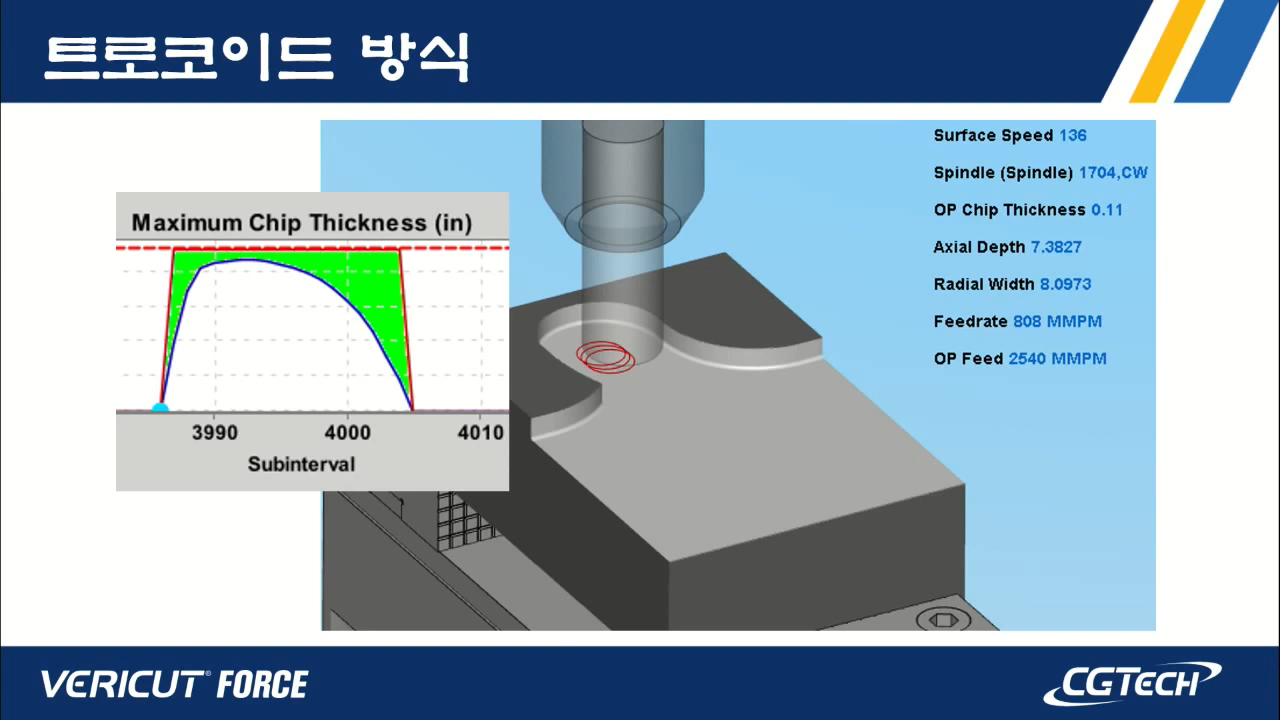 트로코이드 방식
Maximum Chip Thickness (in)
3990 4000 4010
Subinterval
Surface Speed 136
Spindle (Spindle) 1704,CW
OP Chip Thickness 0.11
Axial Depth 7.3827
Radial Width 8.0973
Feedrate 808 MMPM
OP Feed 2540 MMPM
VERICUT® FORCE
CGTECH